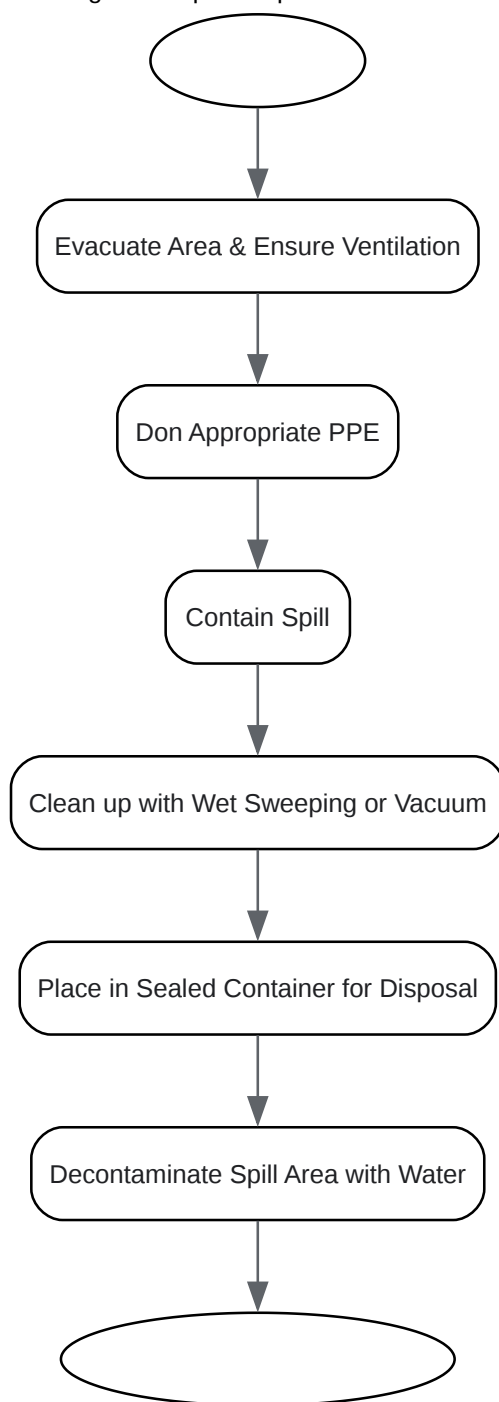 Evacuate Area & Ensure Ventilation
Don Appropriate PPE
Contain Spill
Clean up with Wet Sweeping or Vacuum
Place in Sealed Container for Disposal
Decontaminate Spill Area with Water